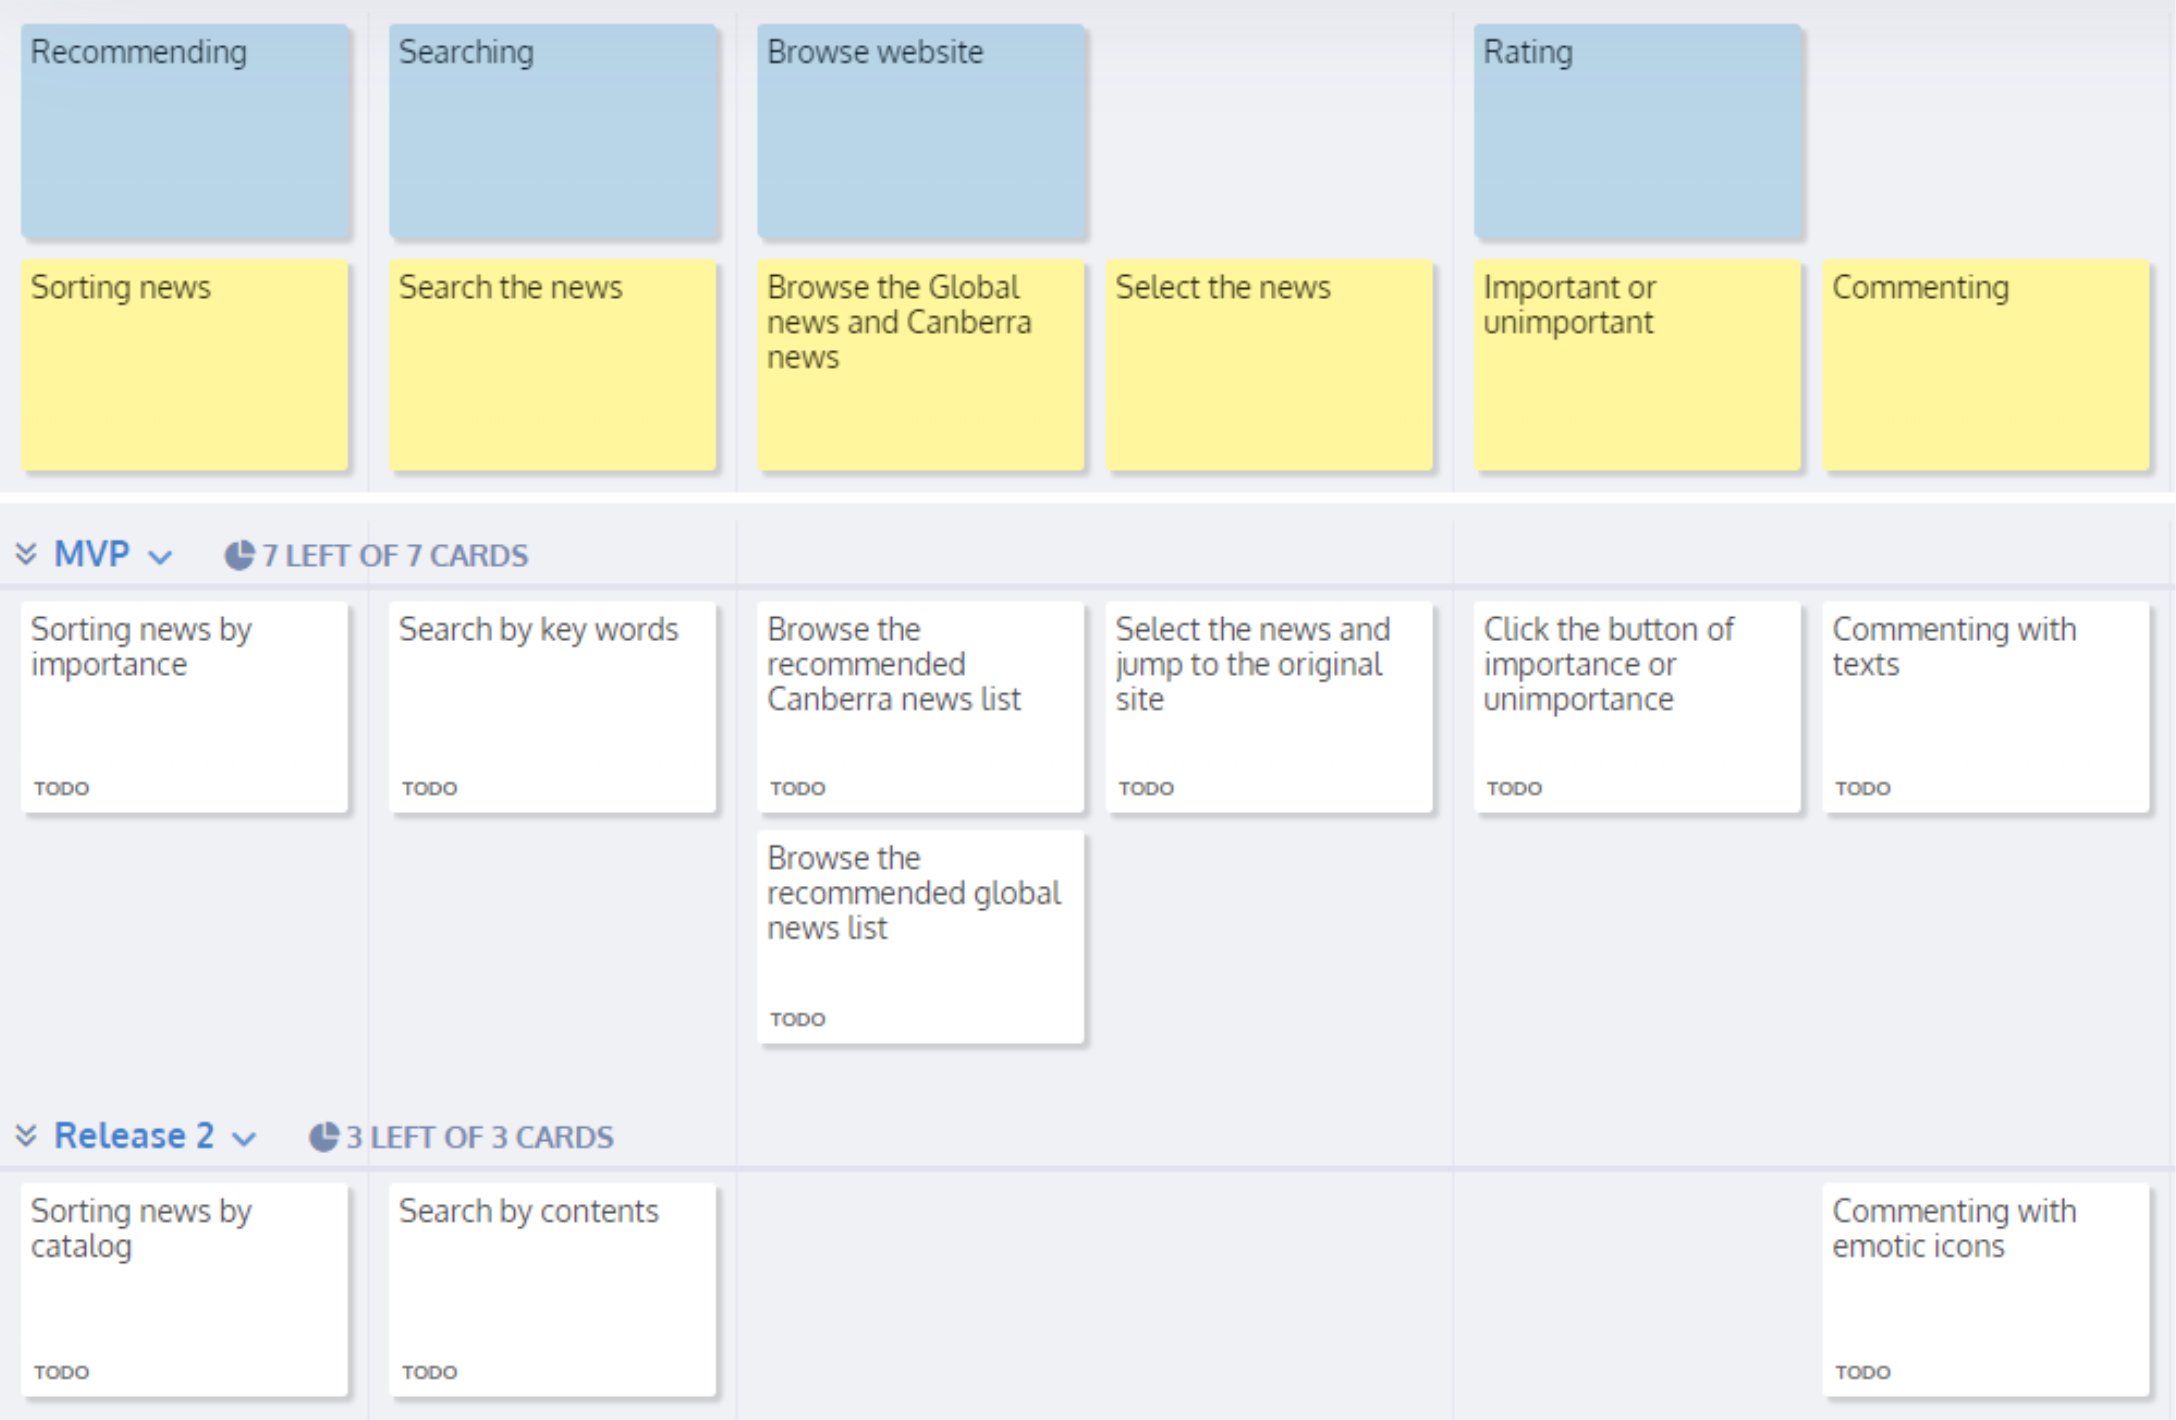 Recommending
Searching
Browse website
Rating
Sorting news
Search the news
Browse the Global
news and Canberra
news
Select the news
Important or
unimportant
Commenting
MVP
7 LEFT OF 7 CARDS
Sorting news by
importance
TODO
Search by key words
TODO
Browse the
recommended
Canberra news list
TODO
Select the news and
jump to the original
site
TODO
Click the button of
importance or
unimportance
TODO
Commenting with
texts
TODO
Browse the
recommended global
news list
TODO
Release 2
3 LEFT OF 3 CARDS
Sorting news by
catalog
TODO
Search by contents
TODO
Commenting with
emotic icons
TODO